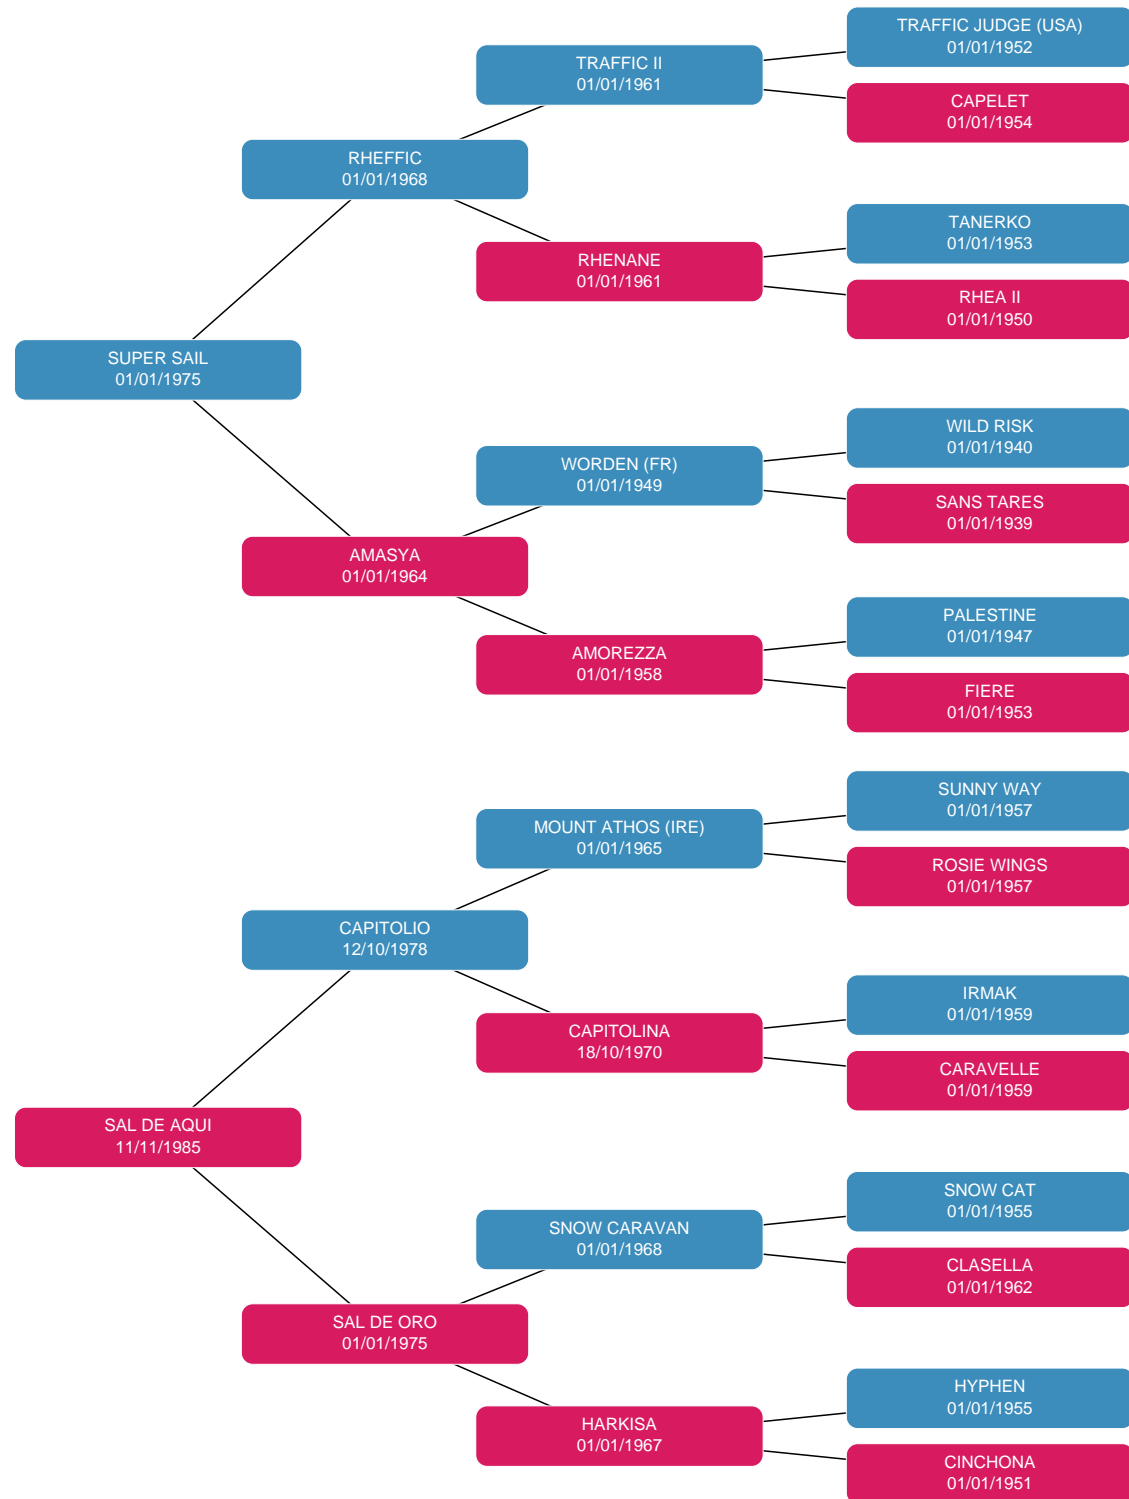 TRAFFIC JUDGE (USA)
01/01/1952
TRAFFIC II
01/01/1961
CAPELET
01/01/1954
RHEFFIC
01/01/1968
TANERKO
01/01/1953
RHENANE
01/01/1961
RHEA II
01/01/1950
SUPER SAIL
01/01/1975
WILD RISK
01/01/1940
WORDEN (FR)
01/01/1949
SANS TARES
01/01/1939
AMASYA
01/01/1964
PALESTINE
01/01/1947
AMOREZZA
01/01/1958
FIERE
01/01/1953
SUNNY WAY
01/01/1957
MOUNT ATHOS (IRE)
01/01/1965
ROSIE WINGS
01/01/1957
CAPITOLIO
12/10/1978
IRMAK
01/01/1959
CAPITOLINA
18/10/1970
CARAVELLE
01/01/1959
SAL DE AQUI
11/11/1985
SNOW CAT
01/01/1955
SNOW CARAVAN
01/01/1968
CLASELLA
01/01/1962
SAL DE ORO
01/01/1975
HYPHEN
01/01/1955
HARKISA
01/01/1967
CINCHONA
01/01/1951